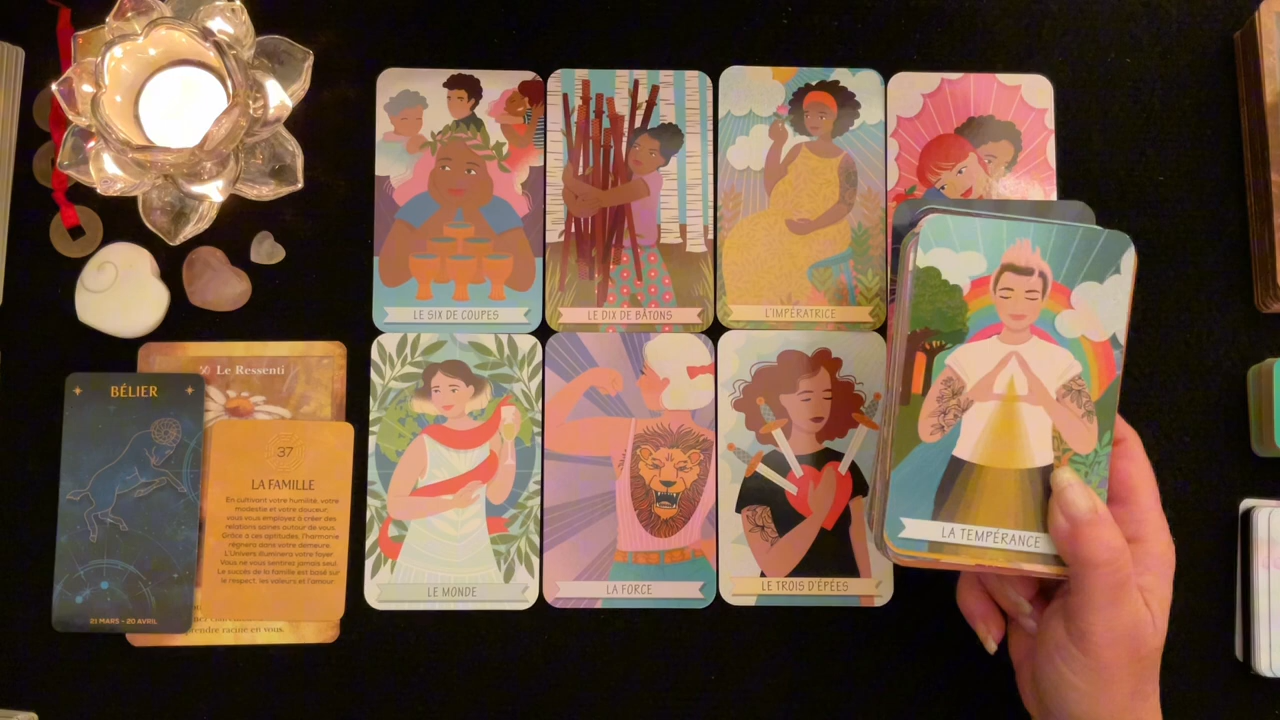 LE SIX DE COUPES
LE DIX DE BÂTONS
L'IMPÉRATRICE
LE MONDE
LA FORCE
LE TROIS D'ÉPÉES
LA TEMPÉRANCE
Le Ressenti
BÉLIER
21 MARS - 20 AVRIL
37
LA FAMILLE
En cultivant votre humilité, votre
modestie et votre douceur,
vous vous employez à créer des
relations saines autour de vous.
Grâce à ces aptitudes, l'harmonie
règnera dans votre demeure.
L'Univers illuminera votre foyer.
Vous ne vous sentirez jamais seul.
Le succès de la famille est basé sur
le respect, les valeurs et l'amour.
prendre racine en vous.